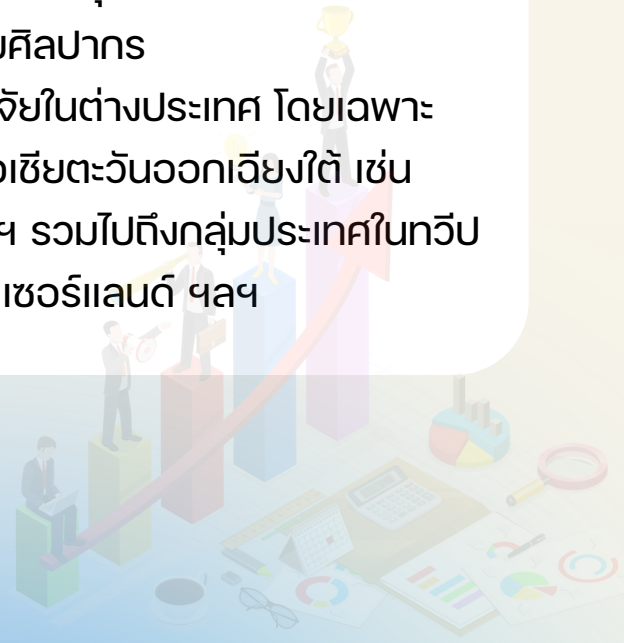 ศิลปากร
จัยในต่างประเทศ โดยเฉพาะ
เชียตะวันออกเฉียงใต้ เช่น
ฯ รวมไปถึงกลุ่มประเทศในทวีป
เซอร์แลนด์ ฯลฯ